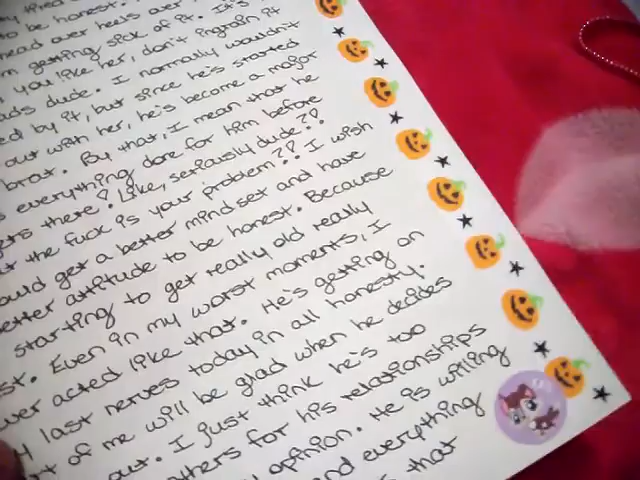 to be honest.
head over heels over
m getting sick of it. It's
you like her, don't ingrain it
ads dude. I normally wouldn't
ed by it, but since he's started
out with her, he's become a major
brat. By that, I mean that he
s everything done for him before
gets there! Like, seriously dude?!
t the fuck is your problem?! I wish
ould get a better mindset and have
etter attitude to be honest. Because
starting to get really old really
st. Even in my worst moments, I
ver acted like that. He's getting on
y last nerves today in all honesty.
rt of me will be glad when he decides
out. I just think he's too
others for his relationships
opinion. He is willing
nd everything
that